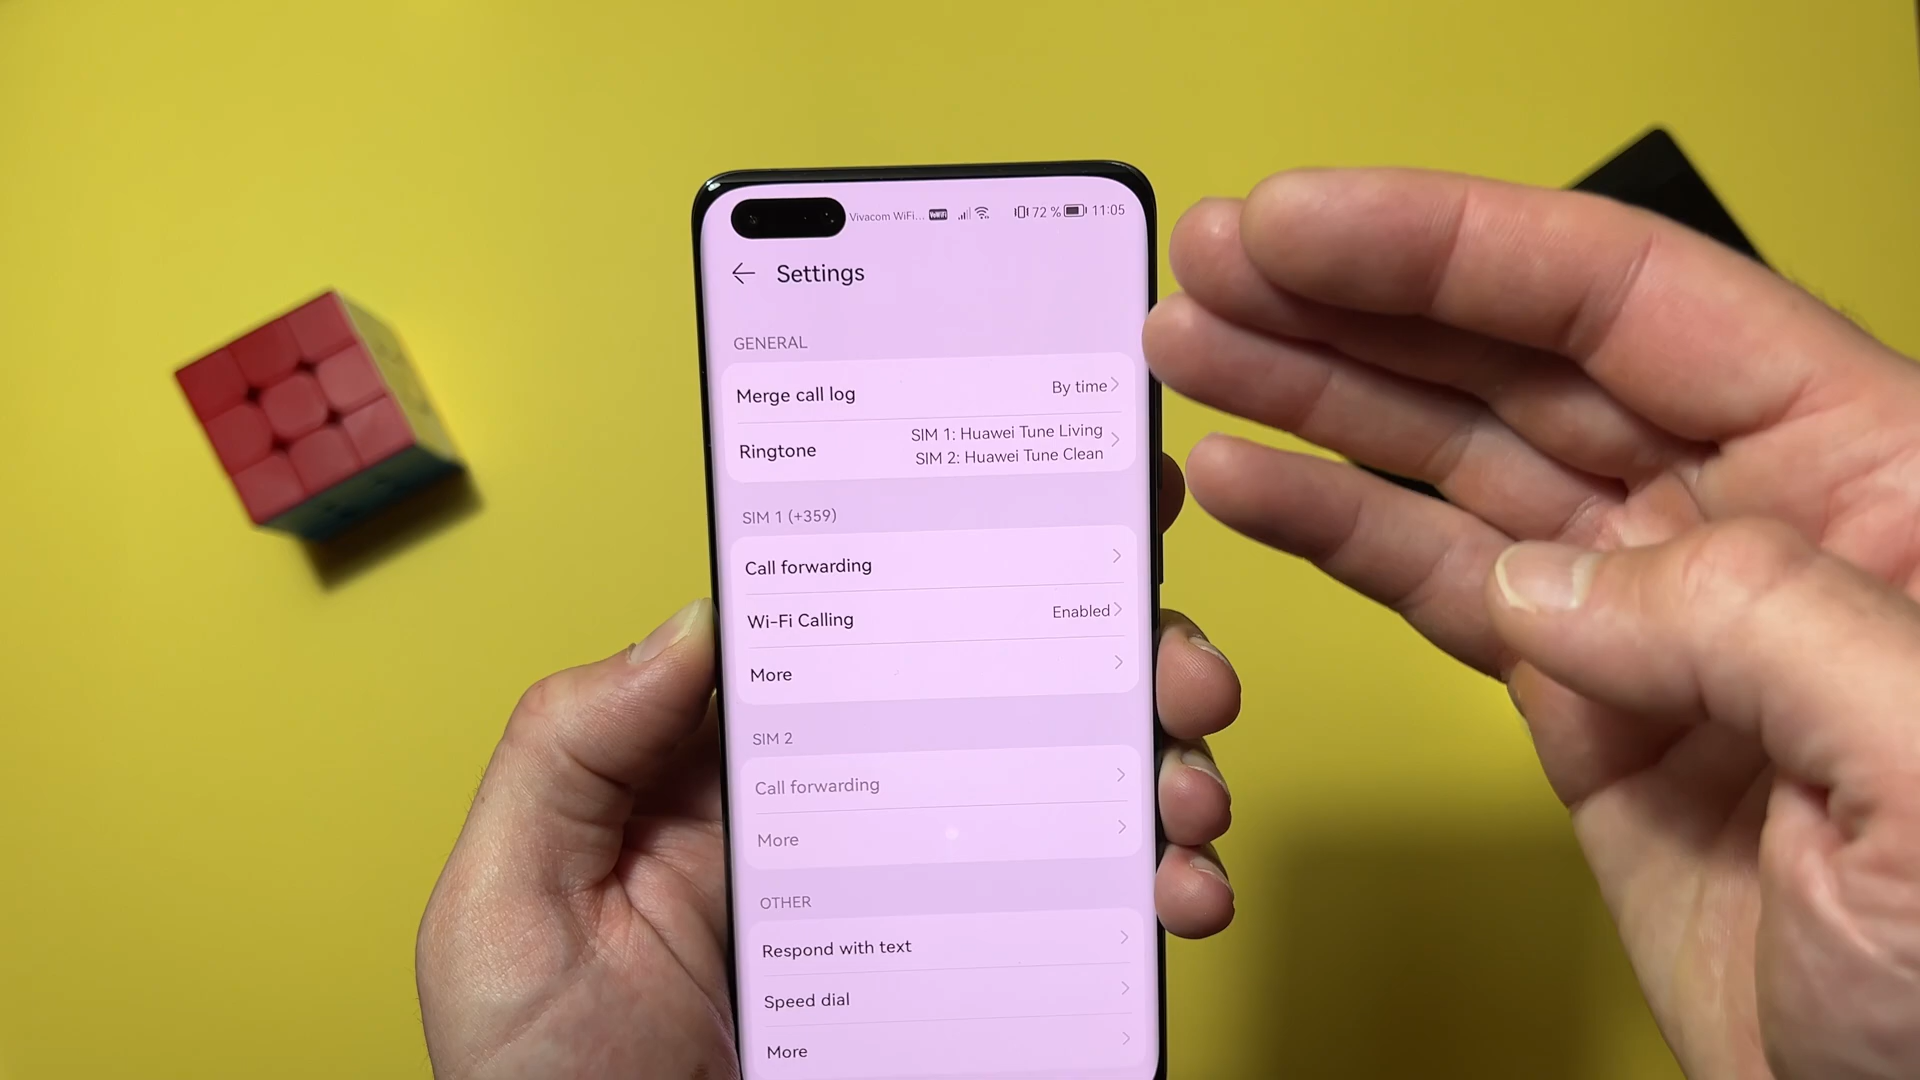 Vivacom WiFi... WiFi 72 % 11:05
Settings
GENERAL
Merge call log By time
Ringtone SIM 1: Huawei Tune Living
SIM 2: Huawei Tune Clean
SIM 1 (+359)
Call forwarding
Wi-Fi Calling Enabled
More
SIM 2
Call forwarding
More
OTHER
Respond with text
Speed dial
More